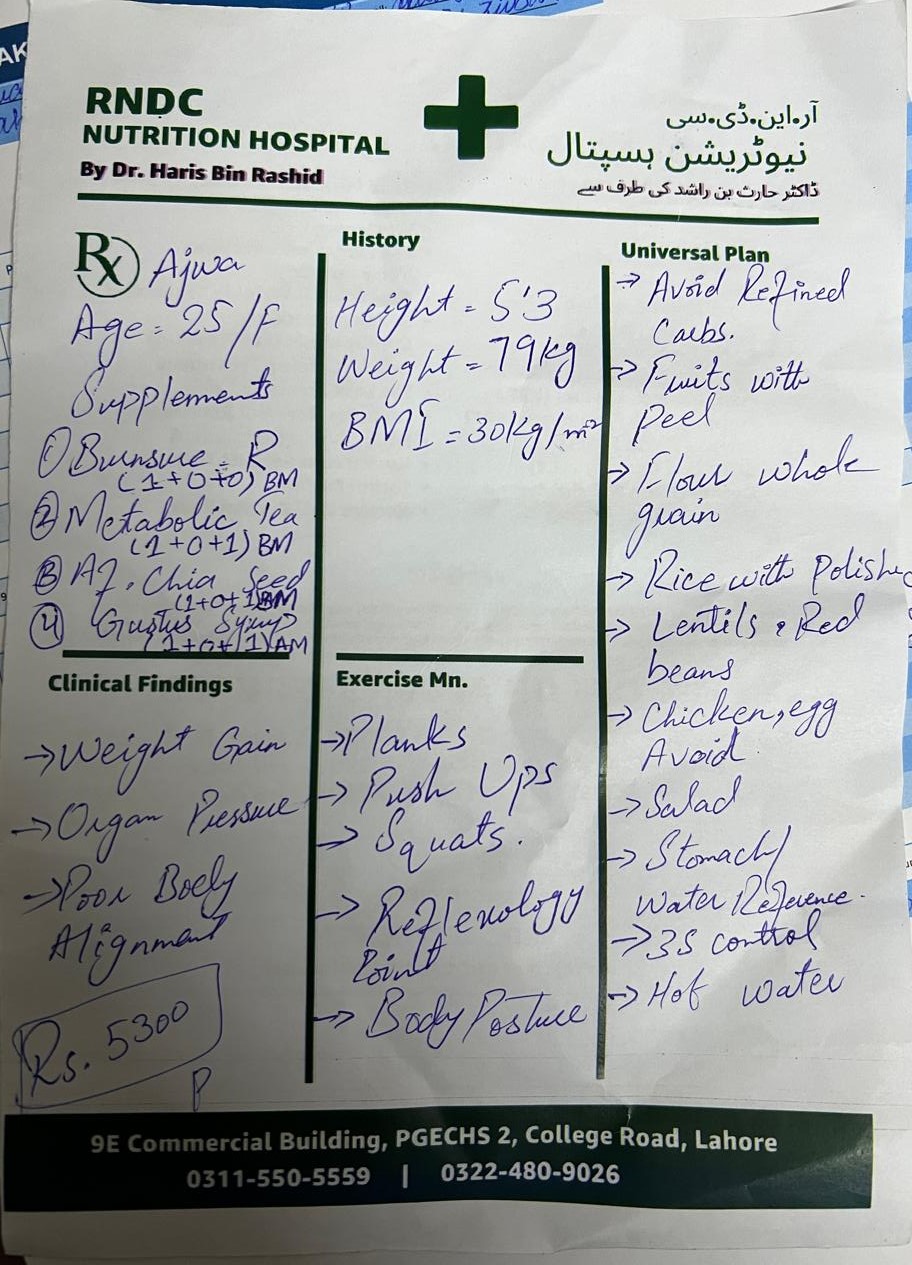 RNDC
NUTRITION HOSPITAL
By Dr. Haris Bin Rashid
آر.این.ڈی.سی
نیوٹریشن ہسپتال
ڈاکٹر حارث بن راشد کی طرف سے
Rx Ajwa
Age = 25/F
Supplements
① Burnsure = R
(1+0+0) BM
② Metabolic Tea
(1+0+1) BM
③ AJ. Chia Seed
(1+0+1) BM
④ Gustus Syrup
(1+0+1) AM
History
Height = 5'3
Weight = 79kg
BMI = 30kg/m²
Universal Plan
→ Avoid Refined
Carbs.
→ Fruits with
Peel
→ Flour whole
grain
→ Rice with Polish
→ Lentils, Red
beans
→ Chicken, egg
Avoid
→ Salad
→ Stomach/
water Reference.
→ 3S control
→ Hot water
Clinical Findings
→ Weight Gain
→ Organ Pressure
→ Poor Body
Alignment
Rs. 5300
P
Exercise Mn.
→ Planks
→ Push Ups
→ Squats.
→ Reflexology
Point
→ Body Posture
9E Commercial Building, PGECHS 2, College Road, Lahore
0311-550-5559 | 0322-480-9026